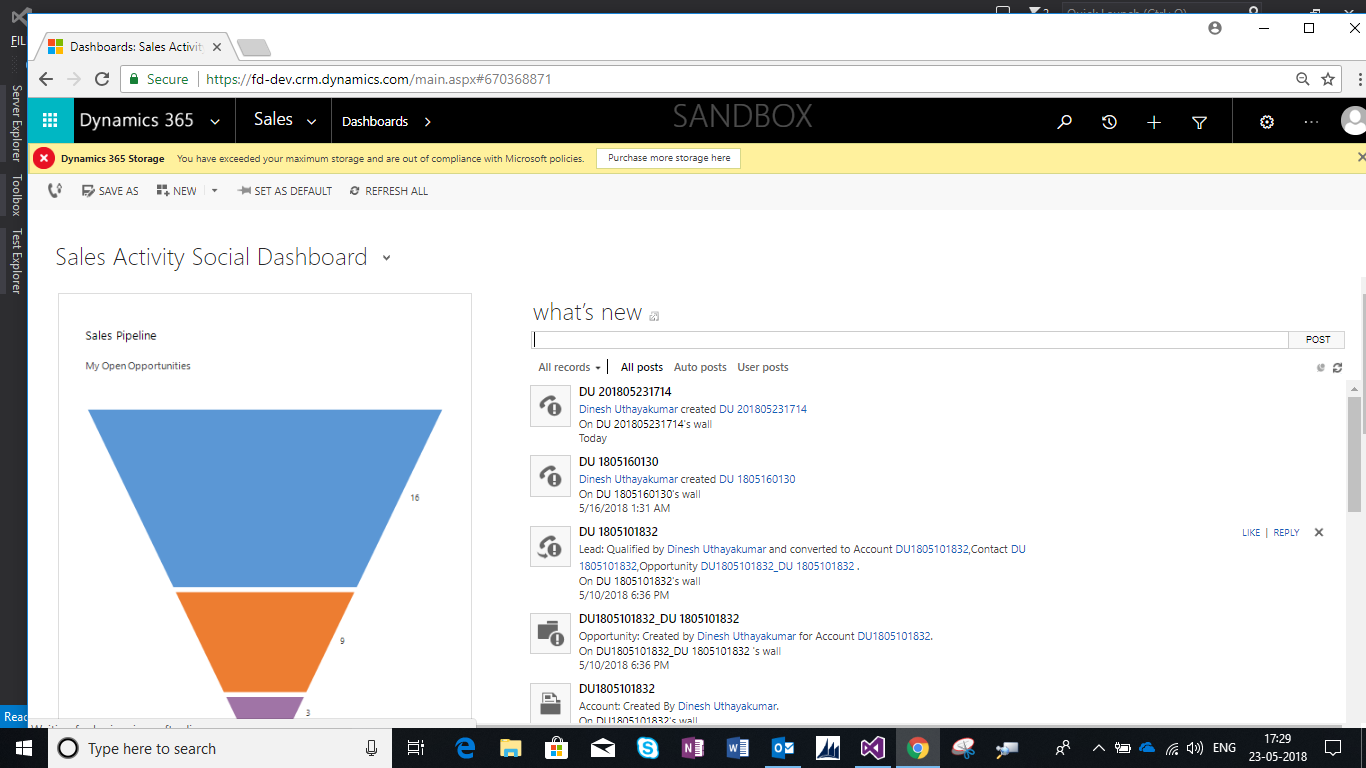 Quick Launch (Ctrl+Q)
FIL
Dashboards: Sales Activit
Secure https://fd-dev.crm.dynamics.com/main.aspx#670368871
Dynamics 365 Sales Dashboards SANDBOX
Dynamics 365 Storage You have exceeded your maximum storage and are out of compliance with Microsoft policies. Purchase more storage here
SAVE AS NEW SET AS DEFAULT REFRESH ALL
Server Explorer
Toolbox
Test Explorer
Sales Activity Social Dashboard
Sales Pipeline
My Open Opportunities
16
9
3
what's new
POST
All records All posts Auto posts User posts
DU 201805231714
Dinesh Uthayakumar created DU 201805231714
On DU 201805231714's wall
Today
DU 1805160130
Dinesh Uthayakumar created DU 1805160130
On DU 1805160130's wall
5/16/2018 1:31 AM
DU 1805101832
LIKE | REPLY
Lead: Qualified by Dinesh Uthayakumar and converted to Account DU1805101832,Contact DU
1805101832,Opportunity DU1805101832_DU 1805101832 .
On DU 1805101832's wall
5/10/2018 6:36 PM
DU1805101832_DU 1805101832
Opportunity: Created by Dinesh Uthayakumar for Account DU1805101832.
On DU1805101832_DU 1805101832 's wall
5/10/2018 6:36 PM
DU1805101832
Account: Created By Dinesh Uthayakumar.
On DU1805101832's wall
Reac
Type here to search
ENG
17:29
23-05-2018